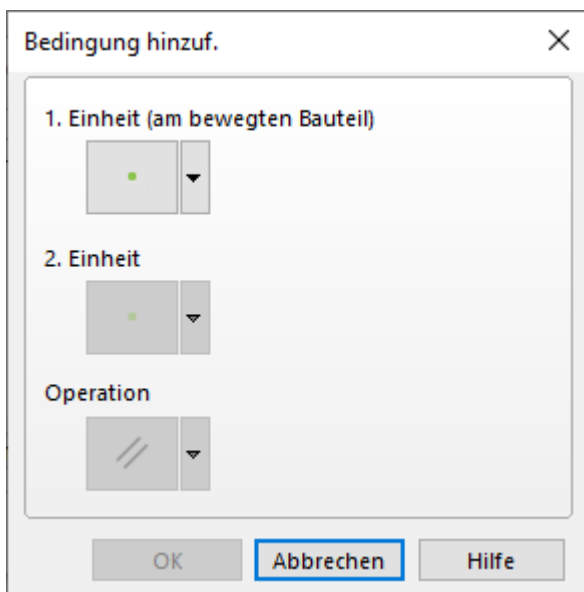 Bedingung hinzuf.
1. Einheit (am bewegten Bauteil)
2. Einheit
Operation
OK
Abbrechen
Hilfe